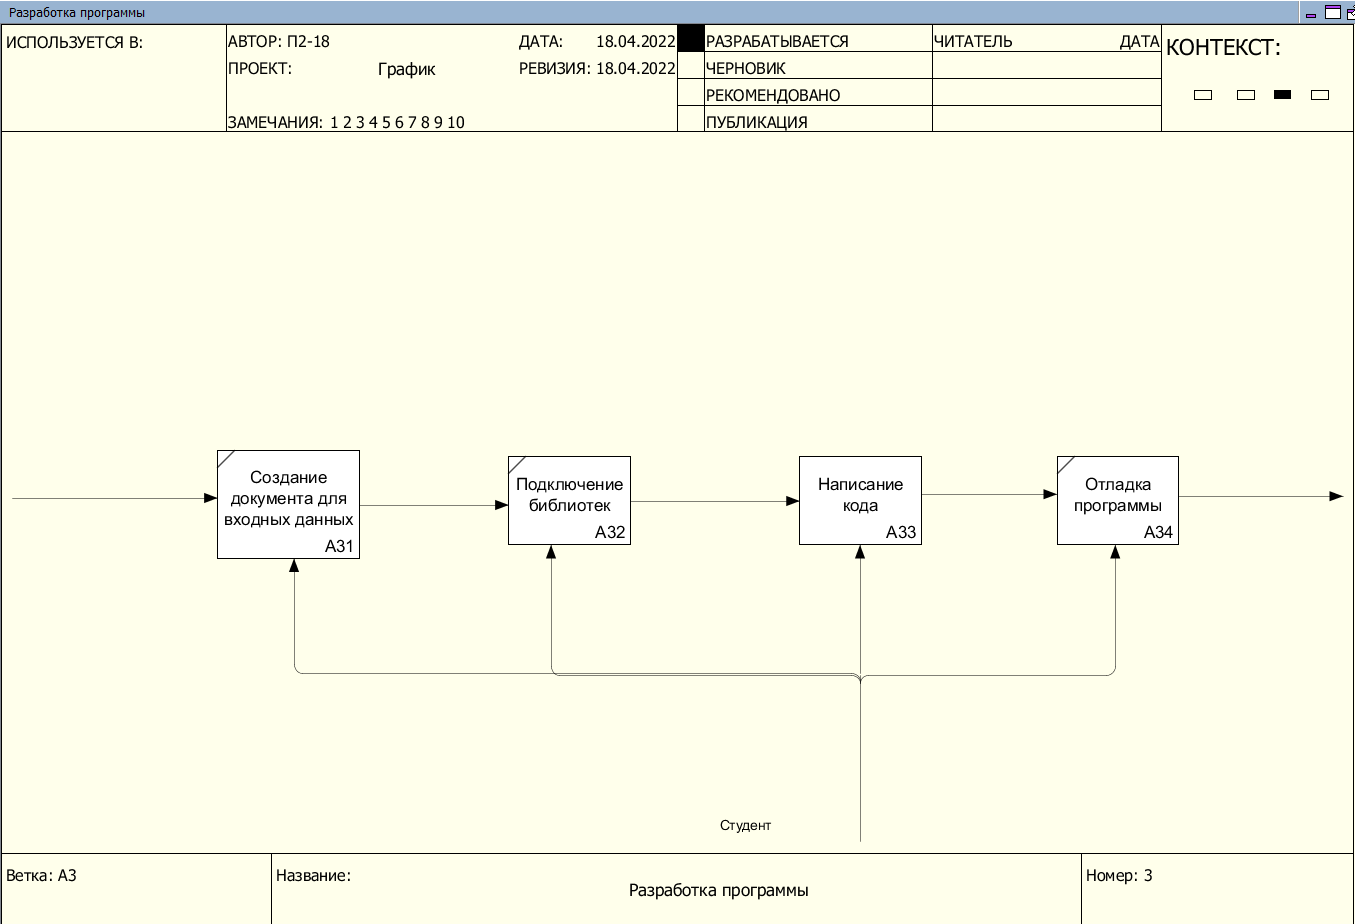 Разработка программы
ИСПОЛЬЗУЕТСЯ В:
АВТОР: П2-18
ДАТА: 18.04.2022
ПРОЕКТ: График
РЕВИЗИЯ: 18.04.2022
ЗАМЕЧАНИЯ: 1 2 3 4 5 6 7 8 9 10
РАЗРАБАТЫВАЕТСЯ
ЧЕРНОВИК
РЕКОМЕНДОВАНО
ПУБЛИКАЦИЯ
ЧИТАТЕЛЬ ДАТА
КОНТЕКСТ:
Создание
документа для
входных данных
A31
Подключение
библиотек
A32
Написание
кода
A33
Отладка
программы
A34
Студент
Ветка: A3
Название:
Разработка программы
Номер: 3